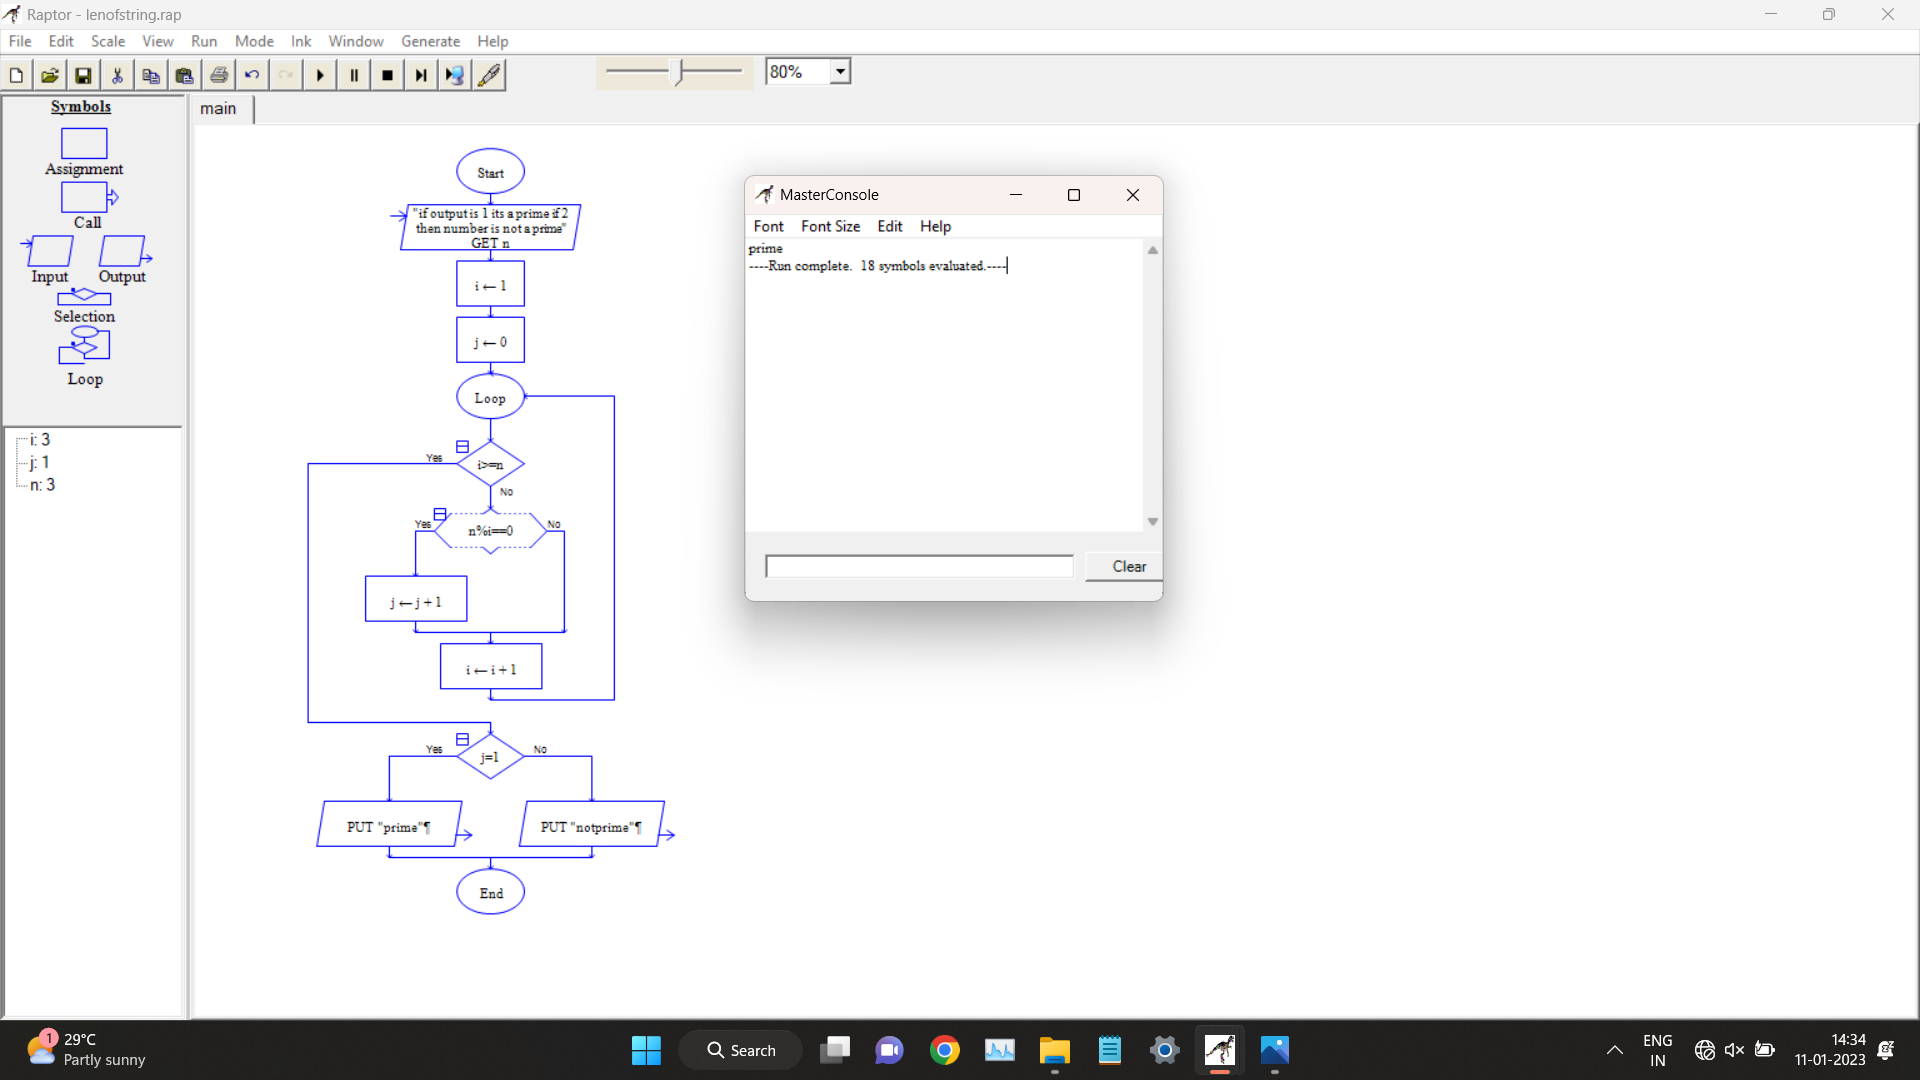 Raptor - lenofstring.rap
File Edit Scale View Run Mode Ink Window Generate Help
80%
Symbols
Assignment
Call
Input Output
Selection
Loop
i: 3
j: 1
n: 3
main
Start
"if output is 1 its a prime if 2
then number is not a prime"
GET n
i ← 1
j ← 0
Loop
Yes
i>=n
No
Yes
n%i==0
No
j ← j + 1
i ← i + 1
Yes
j=1
No
PUT "prime"¶
PUT "notprime"¶
End
MasterConsole
Font Font Size Edit Help
prime
----Run complete.  18 symbols evaluated.----
Clear
1
29°C
Partly sunny
Search
ENG
IN
14:34
11-01-2023